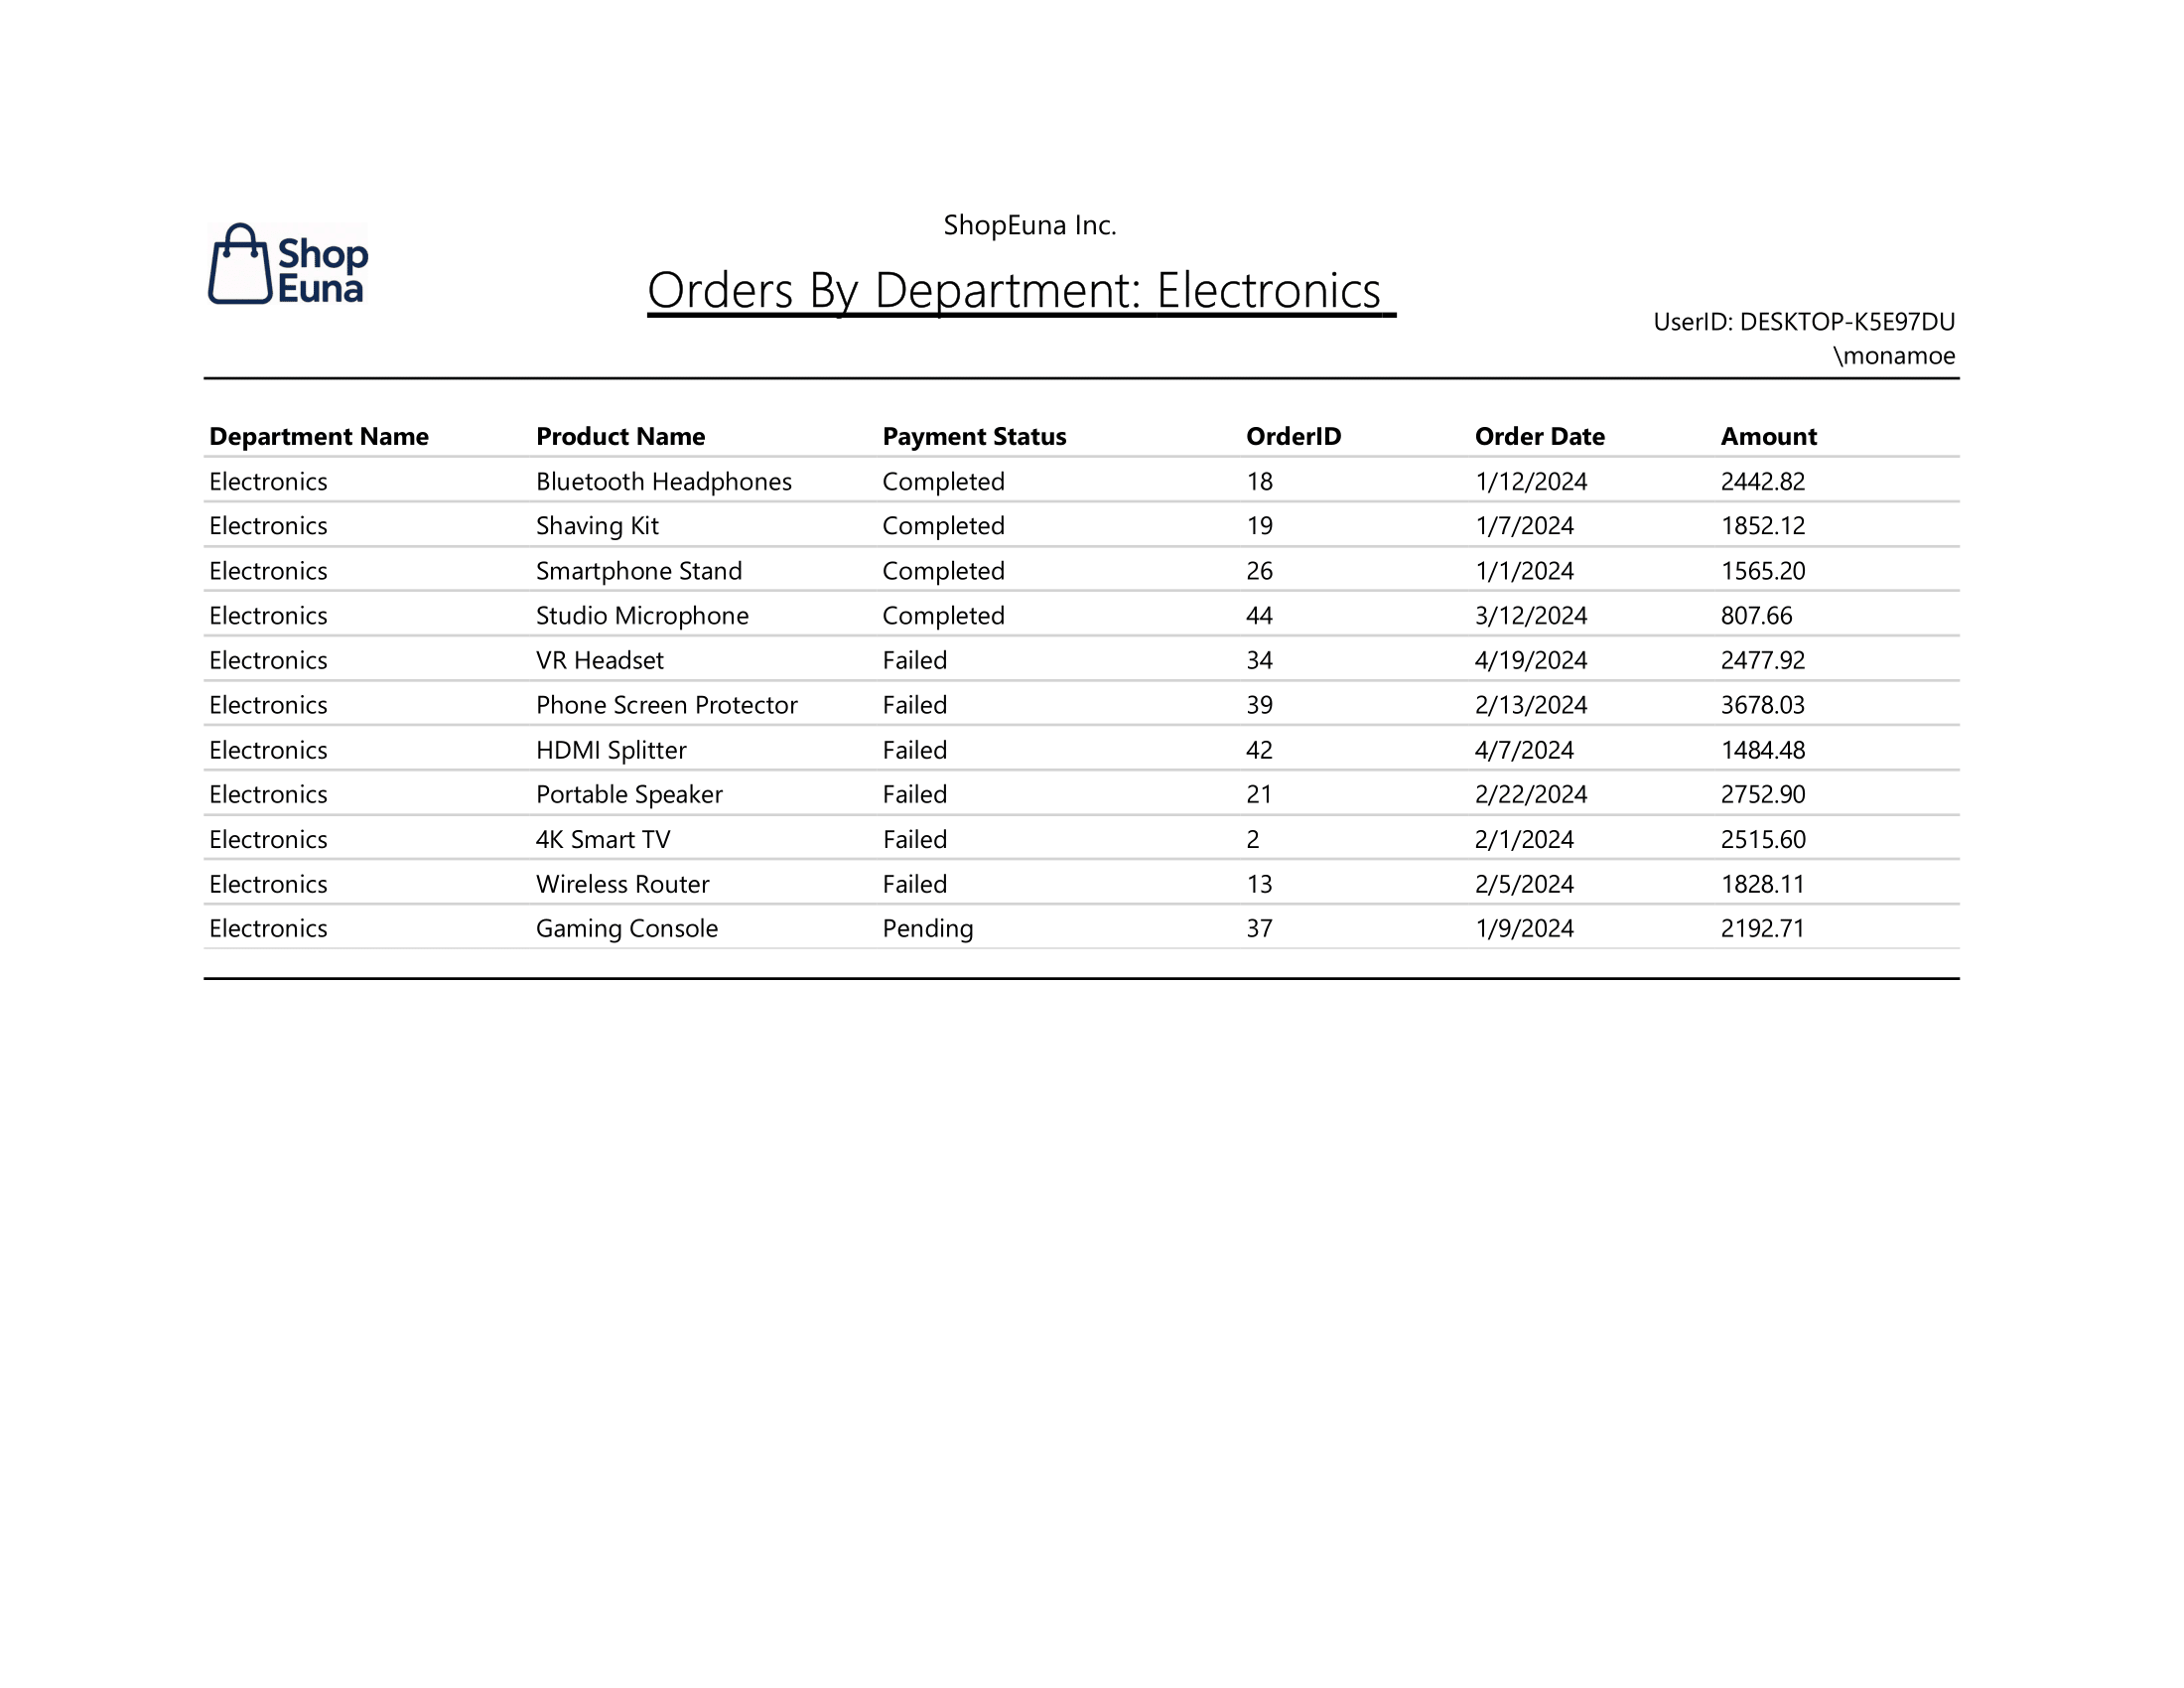 Shop
Euna
ShopEuna Inc.
Orders By Department: Electronics
UserID: DESKTOP-K5E97DU
\monamoe
Department Name Product Name Payment Status OrderID Order Date Amount
Electronics Bluetooth Headphones Completed 18 1/12/2024 2442.82
Electronics Shaving Kit Completed 19 1/7/2024 1852.12
Electronics Smartphone Stand Completed 26 1/1/2024 1565.20
Electronics Studio Microphone Completed 44 3/12/2024 807.66
Electronics VR Headset Failed 34 4/19/2024 2477.92
Electronics Phone Screen Protector Failed 39 2/13/2024 3678.03
Electronics HDMI Splitter Failed 42 4/7/2024 1484.48
Electronics Portable Speaker Failed 21 2/22/2024 2752.90
Electronics 4K Smart TV Failed 2 2/1/2024 2515.60
Electronics Wireless Router Failed 13 2/5/2024 1828.11
Electronics Gaming Console Pending 37 1/9/2024 2192.71